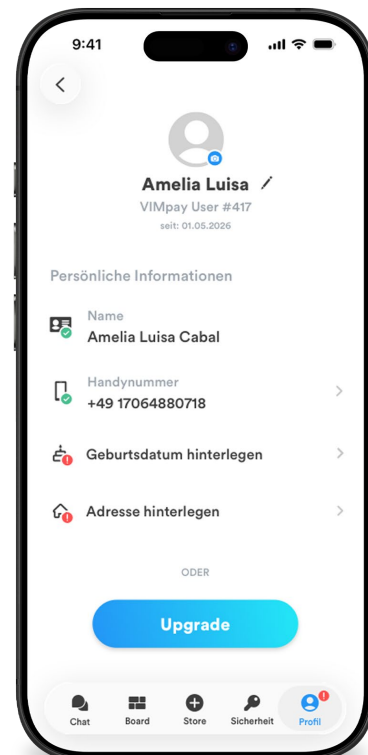 9:41
Amelia Luisa
VIMpay User #417
seit: 01.05.2026
Persönliche Informationen
Name
Amelia Luisa Cabal
Handynummer
+49 17064880718
Geburtsdatum hinterlegen
Adresse hinterlegen
ODER
Upgrade
Chat
Board
Store
Sicherheit
Profil